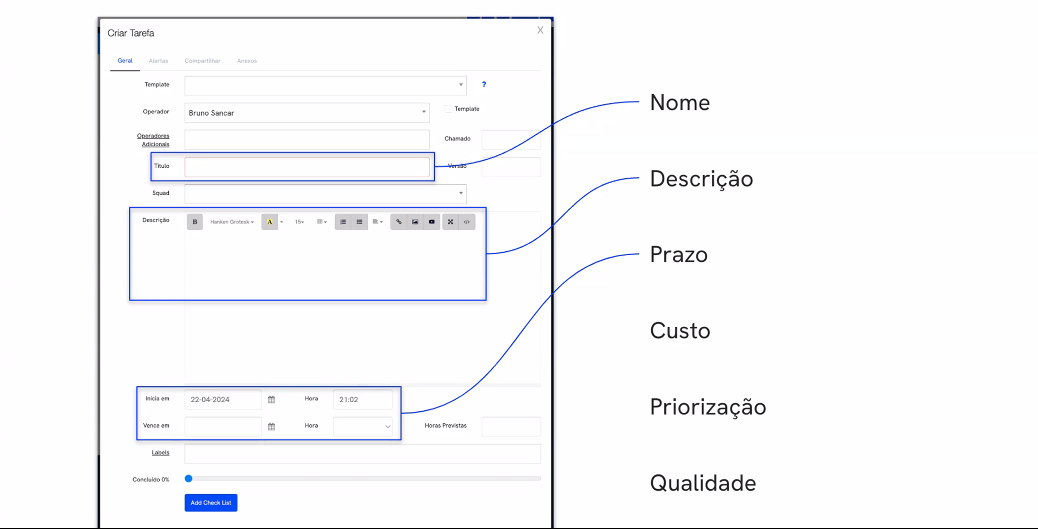 Criar Tarefa
X
Geral
Alertas
Compartilhar
Anexos
Template
?
Operador
Bruno Sancar
Template
Operadores
Adicionais
Chamado
Título
Versão
Squad
Descrição
B
Hanken Grotesk
A
15
Inicia em
22-04-2024
Hora
21:02
Vence em
Hora
Horas Previstas
Labels
Concluído 0%
Add Check List
Nome
Descrição
Prazo
Custo
Priorização
Qualidade